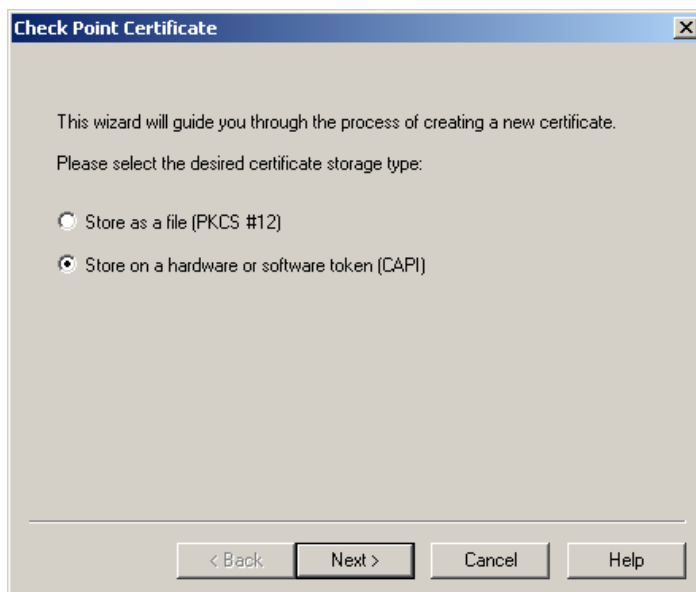 Check Point Certificate
This wizard will guide you through the process of creating a new certificate.
Please select the desired certificate storage type:
Store as a file (PKCS #12)
Store on a hardware or software token (CAPI)
< Back
Next >
Cancel
Help